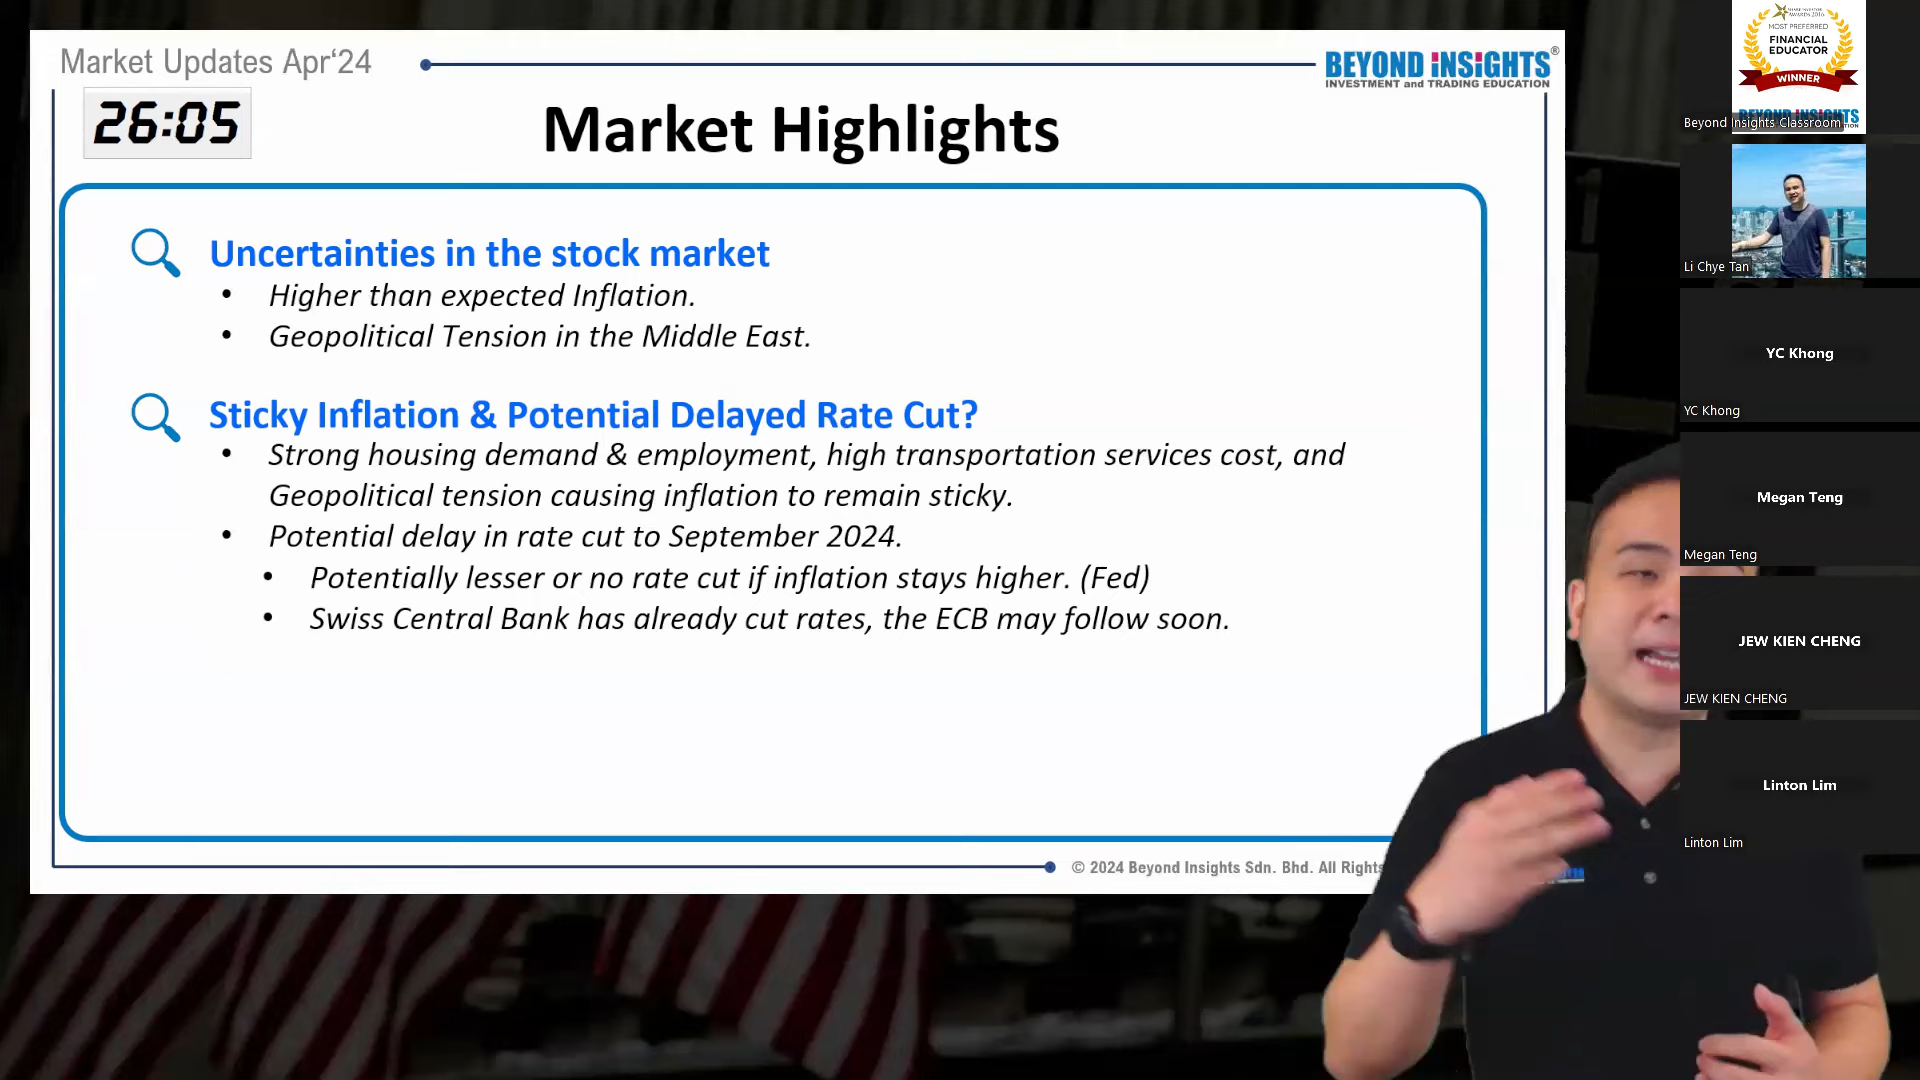 Market Updates Apr‘24
BEYOND INSIGHTS®
INVESTMENT and TRADING EDUCATION
26:05
Market Highlights
Uncertainties in the stock market
• Higher than expected Inflation.
• Geopolitical Tension in the Middle East.
Sticky Inflation & Potential Delayed Rate Cut?
• Strong housing demand & employment, high transportation services cost, and
Geopolitical tension causing inflation to remain sticky.
• Potential delay in rate cut to September 2024.
• Potentially lesser or no rate cut if inflation stays higher. (Fed)
• Swiss Central Bank has already cut rates, the ECB may follow soon.
© 2024 Beyond Insights Sdn. Bhd. All Rights
AWARDS 2016
MOST PREFERRED
FINANCIAL
EDUCATOR
WINNER
Beyond Insights Classroom
Li Chye Tan
YC Khong
YC Khong
Megan Teng
Megan Teng
JEW KIEN CHENG
JEW KIEN CHENG
Linton Lim
Linton Lim